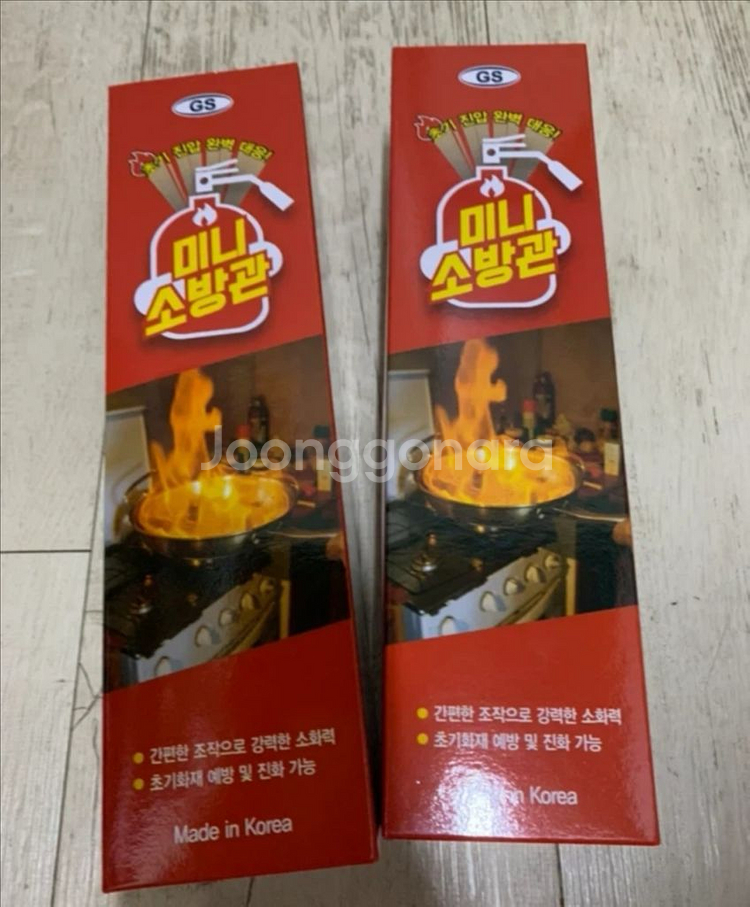 GS
초기 진압 완벽 대응!
미니
소방관
간편한 조작으로 강력한 소화력
초기화재 예방 및 진화 가능
Made in Korea
GS
초기 진압 완벽 대응!
미니
소방관
간편한 조작으로 강력한 소화력
초기화재 예방 및 진화 가능
in Korea
Joonggonara